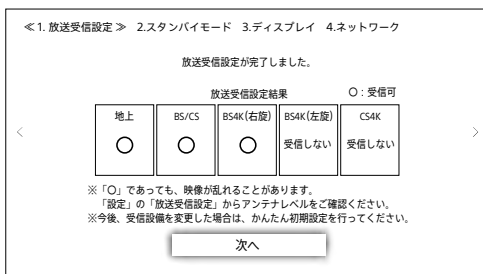 ≪1. 放送受信設定≫ 2.スタンバイモード 3.ディスプレイ 4.ネットワーク
放送受信設定が完了しました。
放送受信設定結果 〇：受信可
地上 BS/CS BS4K(右旋) BS4K(左旋) CS4K
〇 〇 〇 受信しない 受信しない
※「〇」であっても、映像が乱れることがあります。
「設定」の「放送受信設定」からアンテナレベルをご確認ください。
※今後、受信設備を変更した場合は、かんたん初期設定を行ってください。
次へ